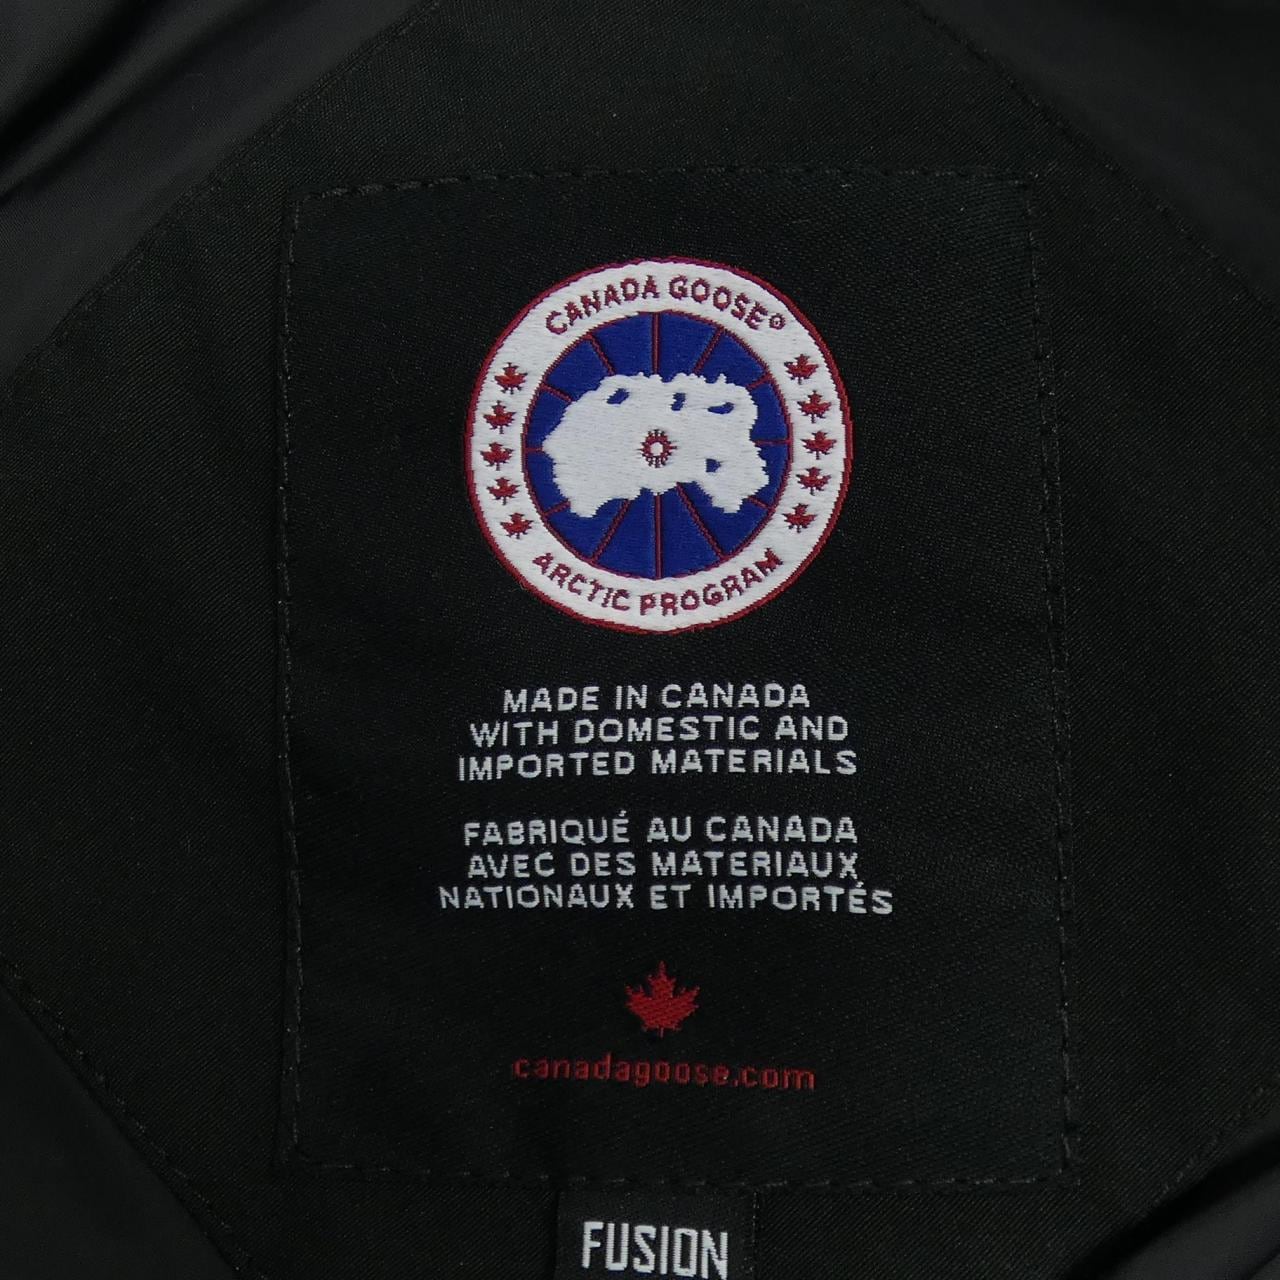 CANADA GOOSE®
ARCTIC PROGRAM
MADE IN CANADA
WITH DOMESTIC AND
IMPORTED MATERIALS
FABRIQUÉ AU CANADA
AVEC DES MATERIAUX
NATIONAUX ET IMPORTÉS
canadagoose.com
FUSION